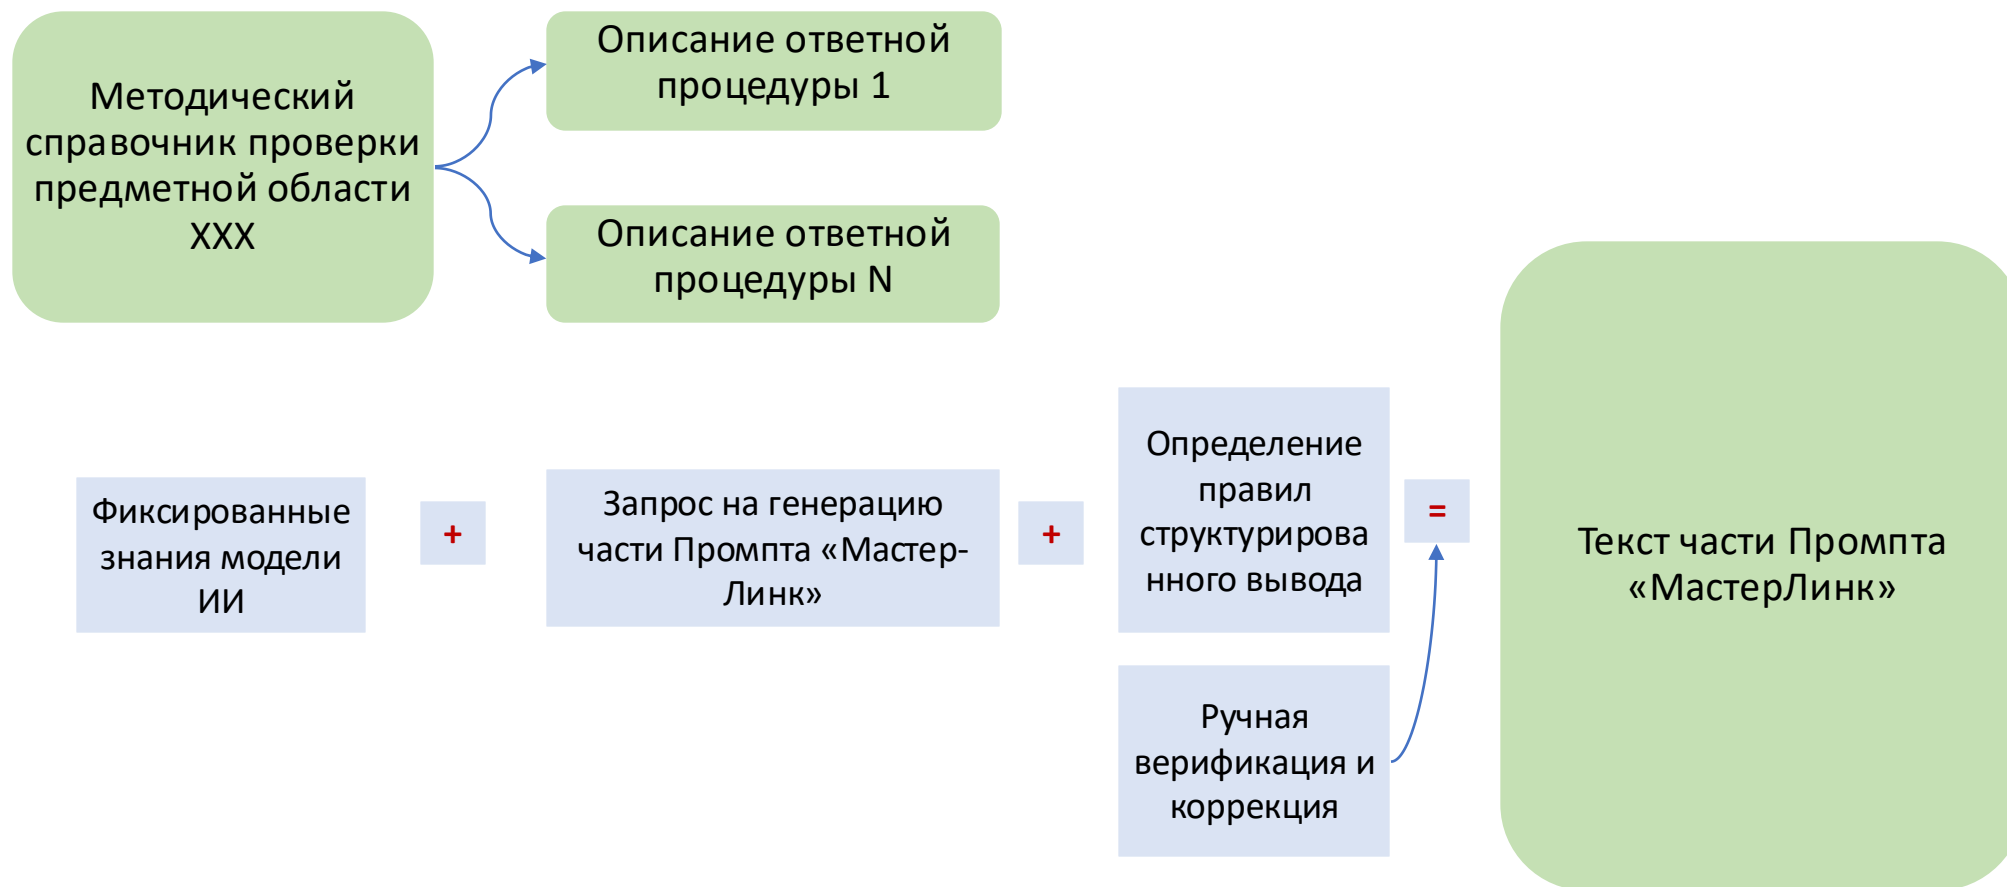 Методический
справочник проверки
предметной области
ХХХ
Описание ответной
процедуры 1
Описание ответной
процедуры N
Фиксированные
знания модели
ИИ
+
Запрос на генерацию
части Промпта «Мастер-
Линк»
+
Определение
правил
структурирова
нного вывода
=
Ручная
верификация и
коррекция
Текст части Промпта
«МастерЛинк»